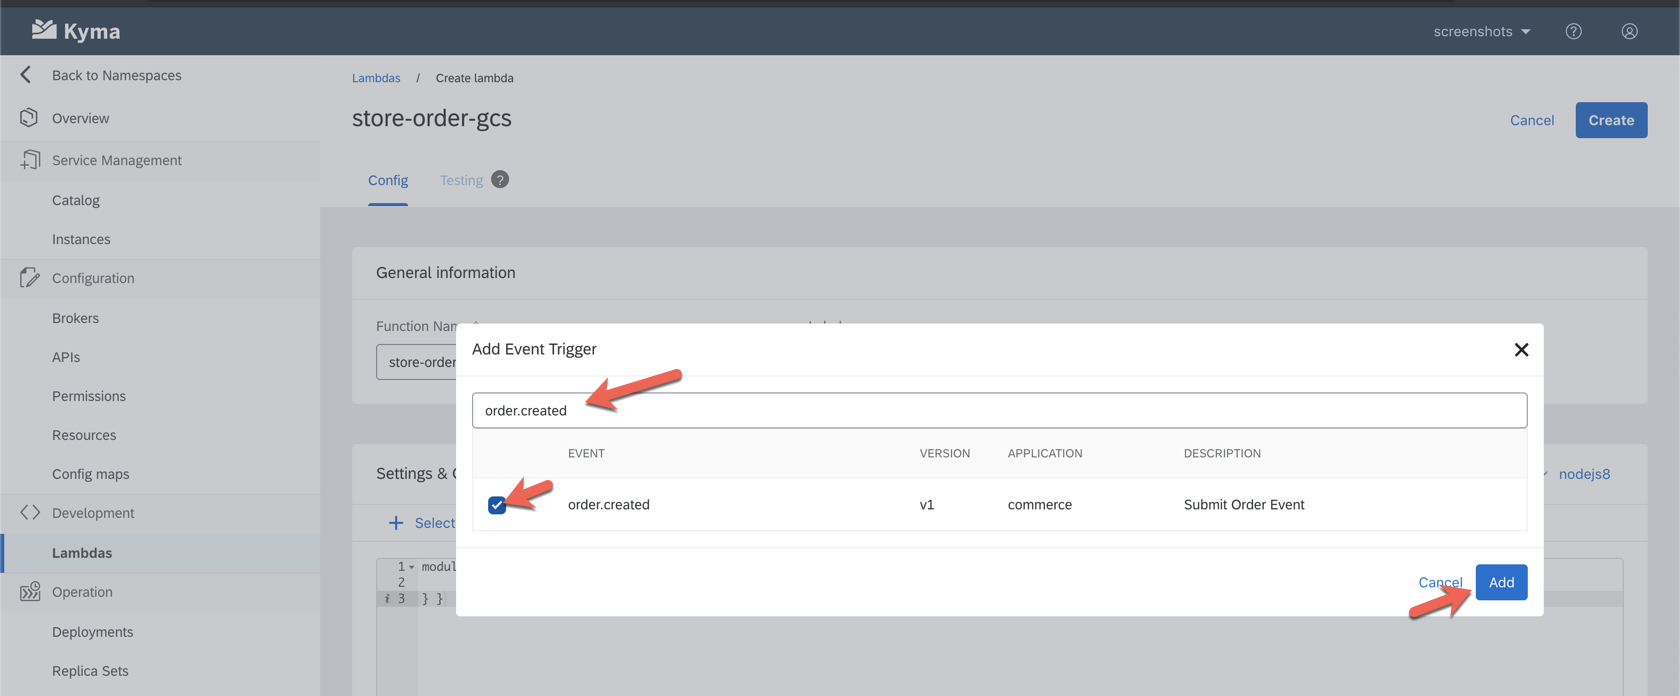 Kyma
screenshots
Back to Namespaces
Overview
Service Management
Catalog
Instances
Configuration
Brokers
APIs
Permissions
Resources
Config maps
Development
Lambdas
Operation
Deployments
Replica Sets
Lambdas / Create lambda
store-order-gcs
Cancel
Create
Config
Testing ?
General information
Function Nam
store-order
Settings &
nodejs8
+ Select
1 modul
2
i 3 } }
Add Event Trigger
order.created
EVENT VERSION APPLICATION DESCRIPTION
order.created v1 commerce Submit Order Event
Cancel Add